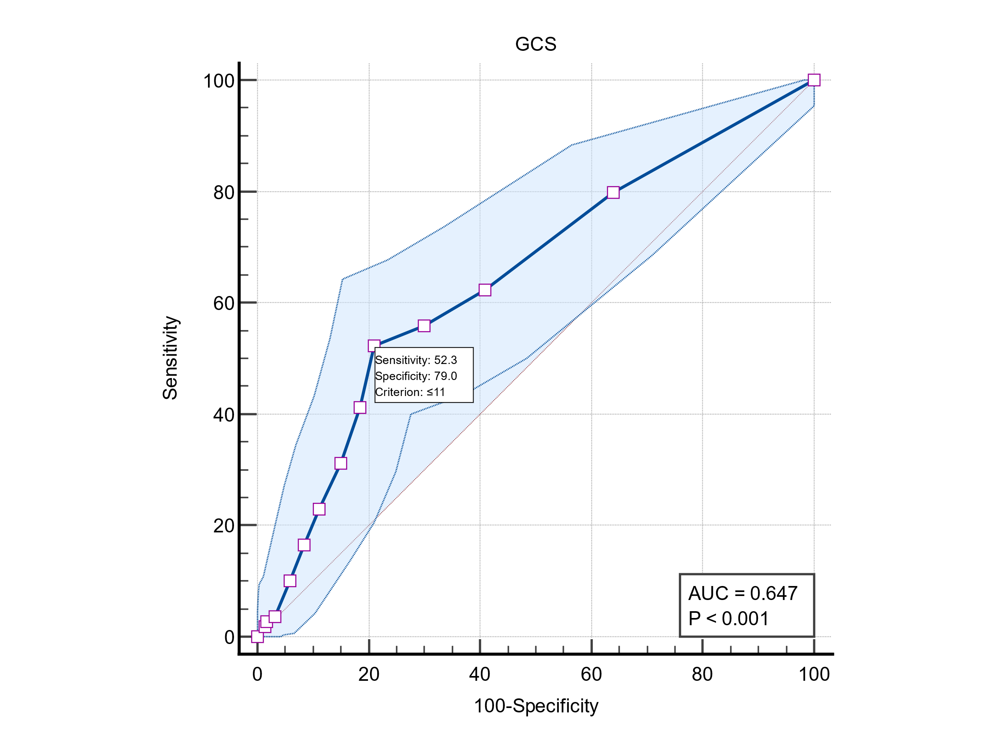 GCS
100
80
60
40
20
0
Sensitivity
Sensitivity: 52.3
Specificity: 79.0
Criterion: ≤11
AUC = 0.647
P < 0.001
0 20 40 60 80 100
100-Specificity